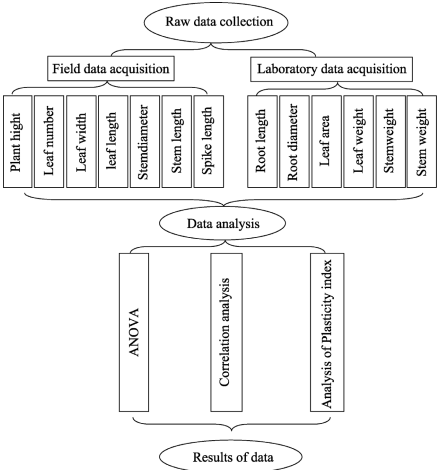 Raw data collection
Field data acquisition
Laboratory data acquisition
Plant hight
Leaf number
Leaf width
leaf length
Stemdiameter
Stem length
Spike length
Root length
Root diameter
Leaf area
Leaf weight
Stemweight
Stem weight
Data analysis
ANOVA
Correlation analysis
Analysis of Plasticity index
Results of data